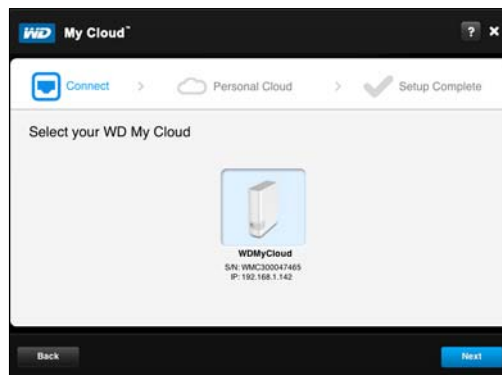 WD My Cloud™ ? ×
Connect > Personal Cloud > Setup Complete
Select your WD My Cloud
WDMyCloud
S/N: WMC300047465
IP: 192.168.1.142
Back Next